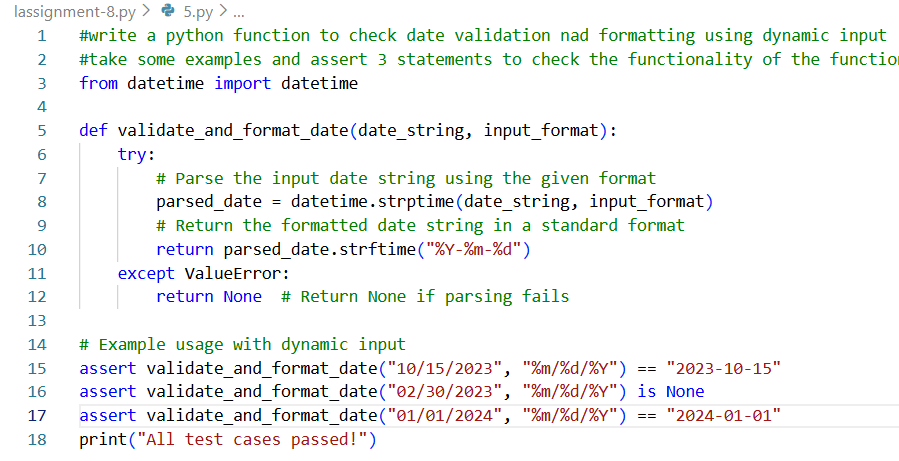 lassignment-8.py > 5.py > ...
1 #write a python function to check date validation nad formatting using dynamic input
2 #take some examples and assert 3 statements to check the functionality of the
3 from datetime import datetime
4
5 def validate_and_format_date(date_string, input_format):
6     try:
7         # Parse the input date string using the given format
8         parsed_date = datetime.strptime(date_string, input_format)
9         # Return the formatted date string in a standard format
10         return parsed_date.strftime("%Y-%m-%d")
11     except ValueError:
12         return None  # Return None if parsing fails
13
14 # Example usage with dynamic input
15 assert validate_and_format_date("10/15/2023", "%m/%d/%Y") == "2023-10-15"
16 assert validate_and_format_date("02/30/2023", "%m/%d/%Y") is None
17 assert validate_and_format_date("01/01/2024", "%m/%d/%Y") == "2024-01-01"
18 print("All test cases passed!")